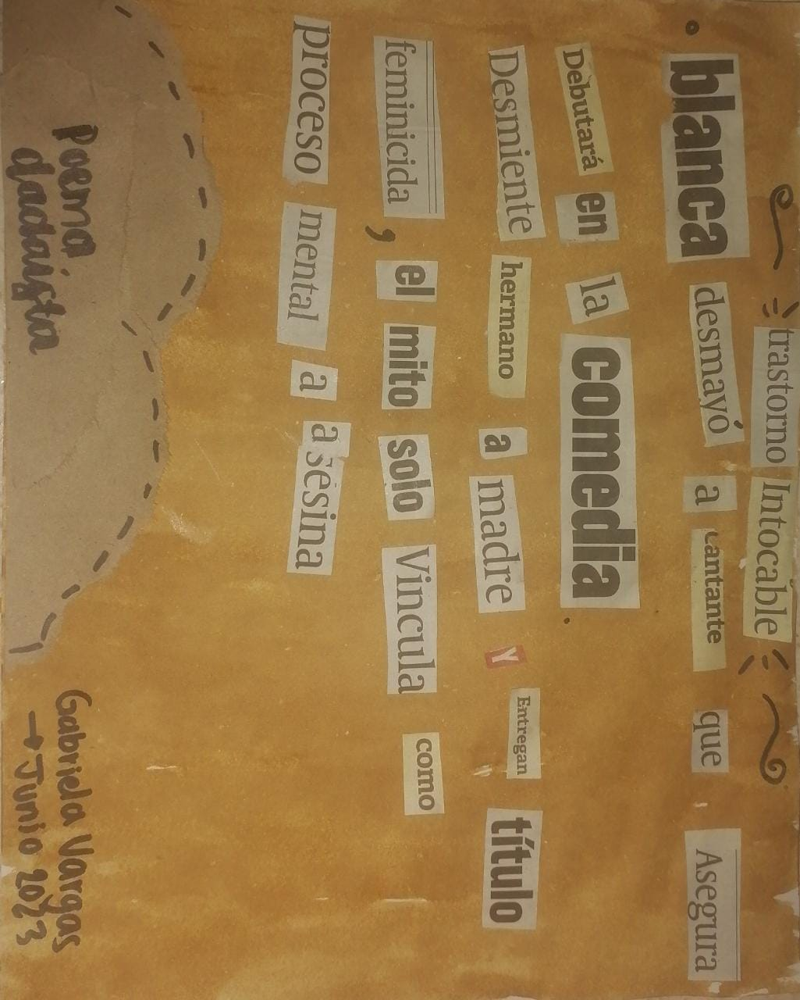 trastorno Intocable
blanca desmayó a cantante que Asegura
Debutará en la comedia.
Desmiente hermano a madre Y Entregan título
feminicida, el mito solo Vincula como
proceso mental a asesina
Poema
dadaísta
Gabriela Vargas
→ Junio 2023